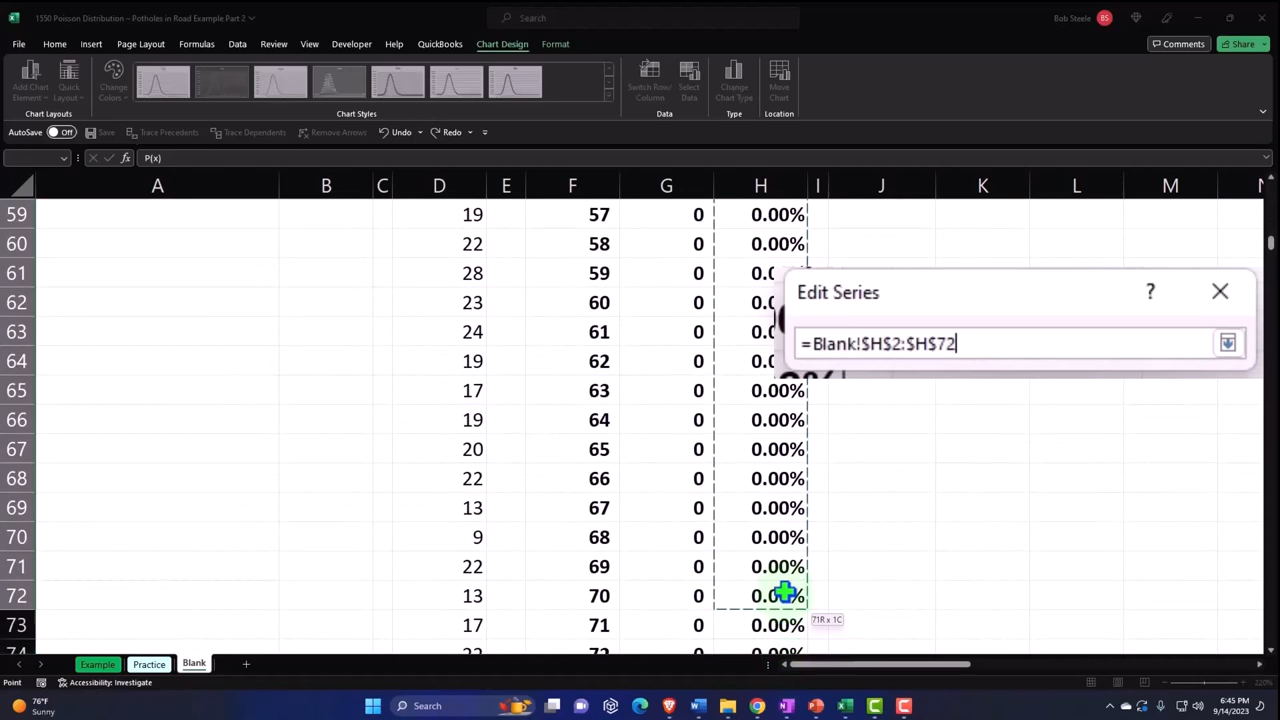 1550 Poisson Distribution – Potholes in Road Example Part 2
Search
Bob Steele BS
File Home Insert Page Layout Formulas Data Review View Developer Help QuickBooks Chart Design Format
Comments Share
Add Chart Element
Quick Layout
Change Colors
Switch Row/ Column
Select Data
Change Chart Type
Move Chart
Chart Layouts Chart Styles Data Type Location
AutoSave Off Save Trace Precedents Trace Dependents Remove Arrows Undo Redo
fx P(x)
A B C D E F G H I J K L M N
59 19 57 0 0.00%
60 22 58 0 0.00%
61 28 59 0
62 23 60 0
63 24 61 0
64 19 62 0
65 17 63 0 0.00%
66 19 64 0 0.00%
67 20 65 0 0.00%
68 22 66 0 0.00%
69 13 67 0 0.00%
70 9 68 0 0.00%
71 22 69 0 0.00%
72 13 70 0
73 17 71 0 0.00%
Edit Series ?
=Blank!$H$2:$H$72
71R x 1C
Example Practice Blank
Point Accessibility: Investigate 220%
76°F
Sunny
Search
6:45 PM
9/14/2023